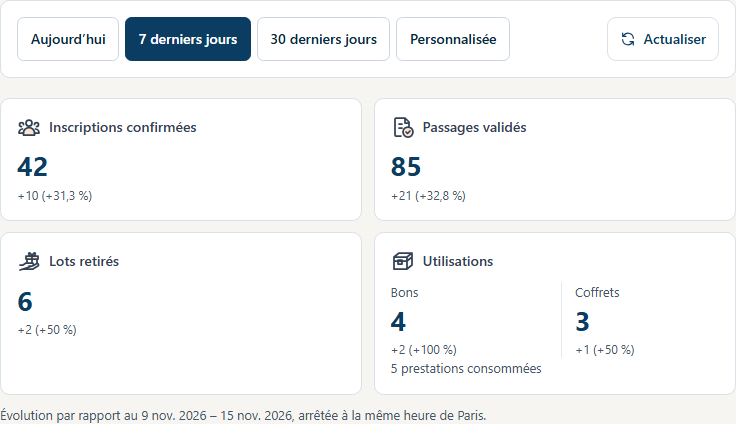 Aujourd’hui
7 derniers jours
30 derniers jours
Personnalisée
Actualiser
Inscriptions confirmées
42
+10 (+31,3 %)
Passages validés
85
+21 (+32,8 %)
Lots retirés
6
+2 (+50 %)
Utilisations
Bons
4
+2 (+100 %)
5 prestations consommées
Coffrets
3
+1 (+50 %)
Évolution par rapport au 9 nov. 2026 – 15 nov. 2026, arrêtée à la même heure de Paris.